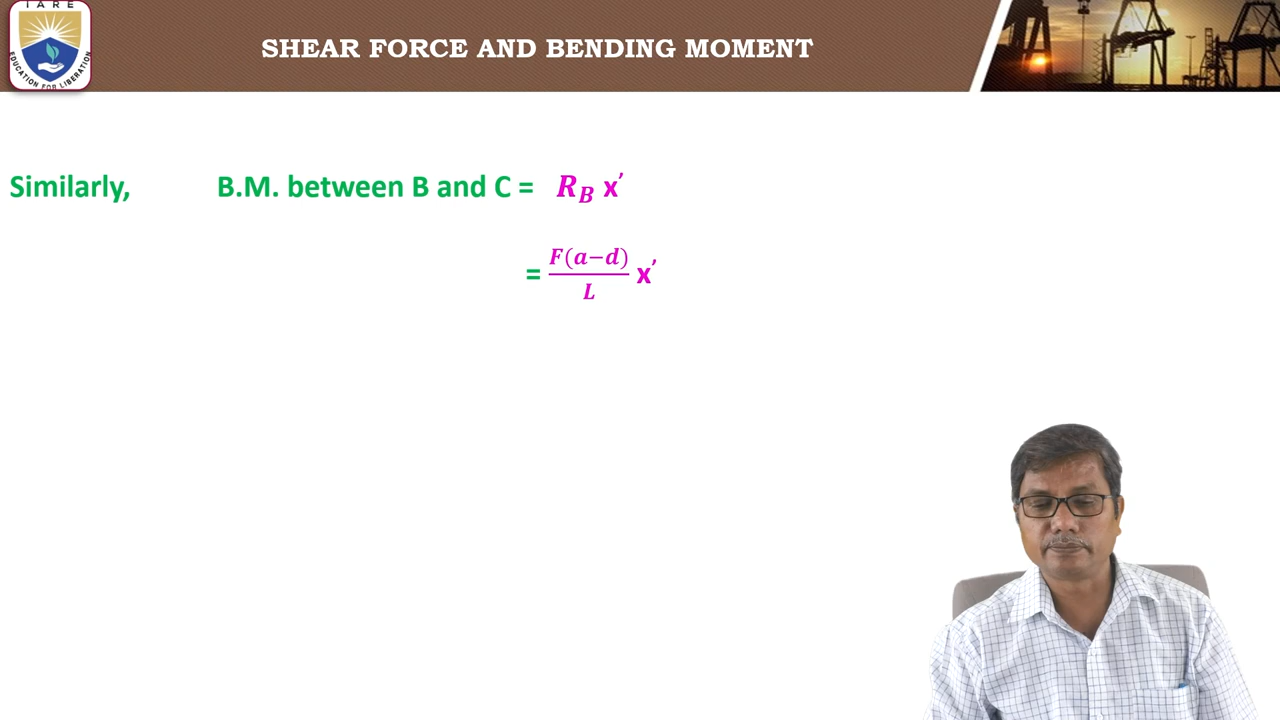 IARE
EDUCATION FOR LIBERATION
SHEAR FORCE AND BENDING MOMENT
Similarly, B.M. between B and C = R_B x′
= F(a−d)/L x′